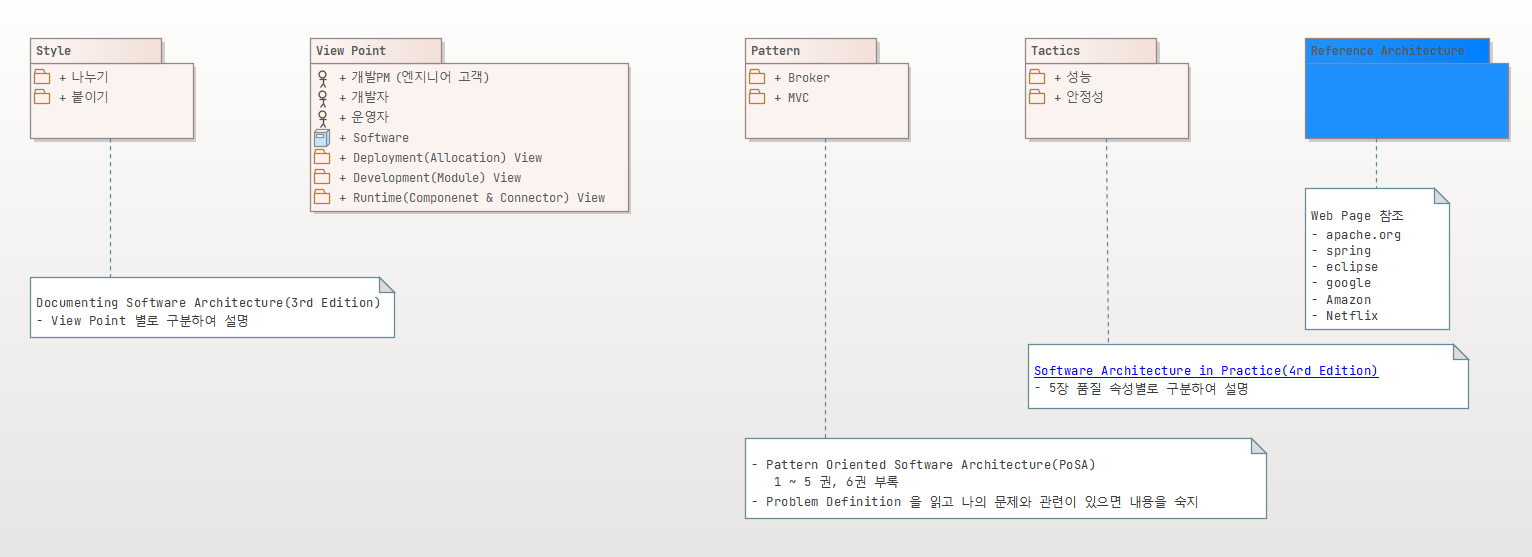 Style
+ 나누기
+ 붙이기
View Point
+ 개발PM (엔지니어 고객)
+ 개발자
+ 운영자
+ Software
+ Deployment(Allocation) View
+ Development(Module) View
+ Runtime(Componenet & Connector) View
Pattern
+ Broker
+ MVC
Tactics
+ 성능
+ 안정성
Reference Architecture
Web Page 참조
- apache.org
- spring
- eclipse
- google
- Amazon
- Netflix
Documenting Software Architecture(3rd Edition)
- View Point 별로 구분하여 설명
Software Architecture in Practice(4rd Edition)
- 5장 품질 속성별로 구분하여 설명
- Pattern Oriented Software Architecture(PoSA)
1 ~ 5 권, 6권 부록
- Problem Definition 을 읽고 나의 문제와 관련이 있으면 내용을 숙지